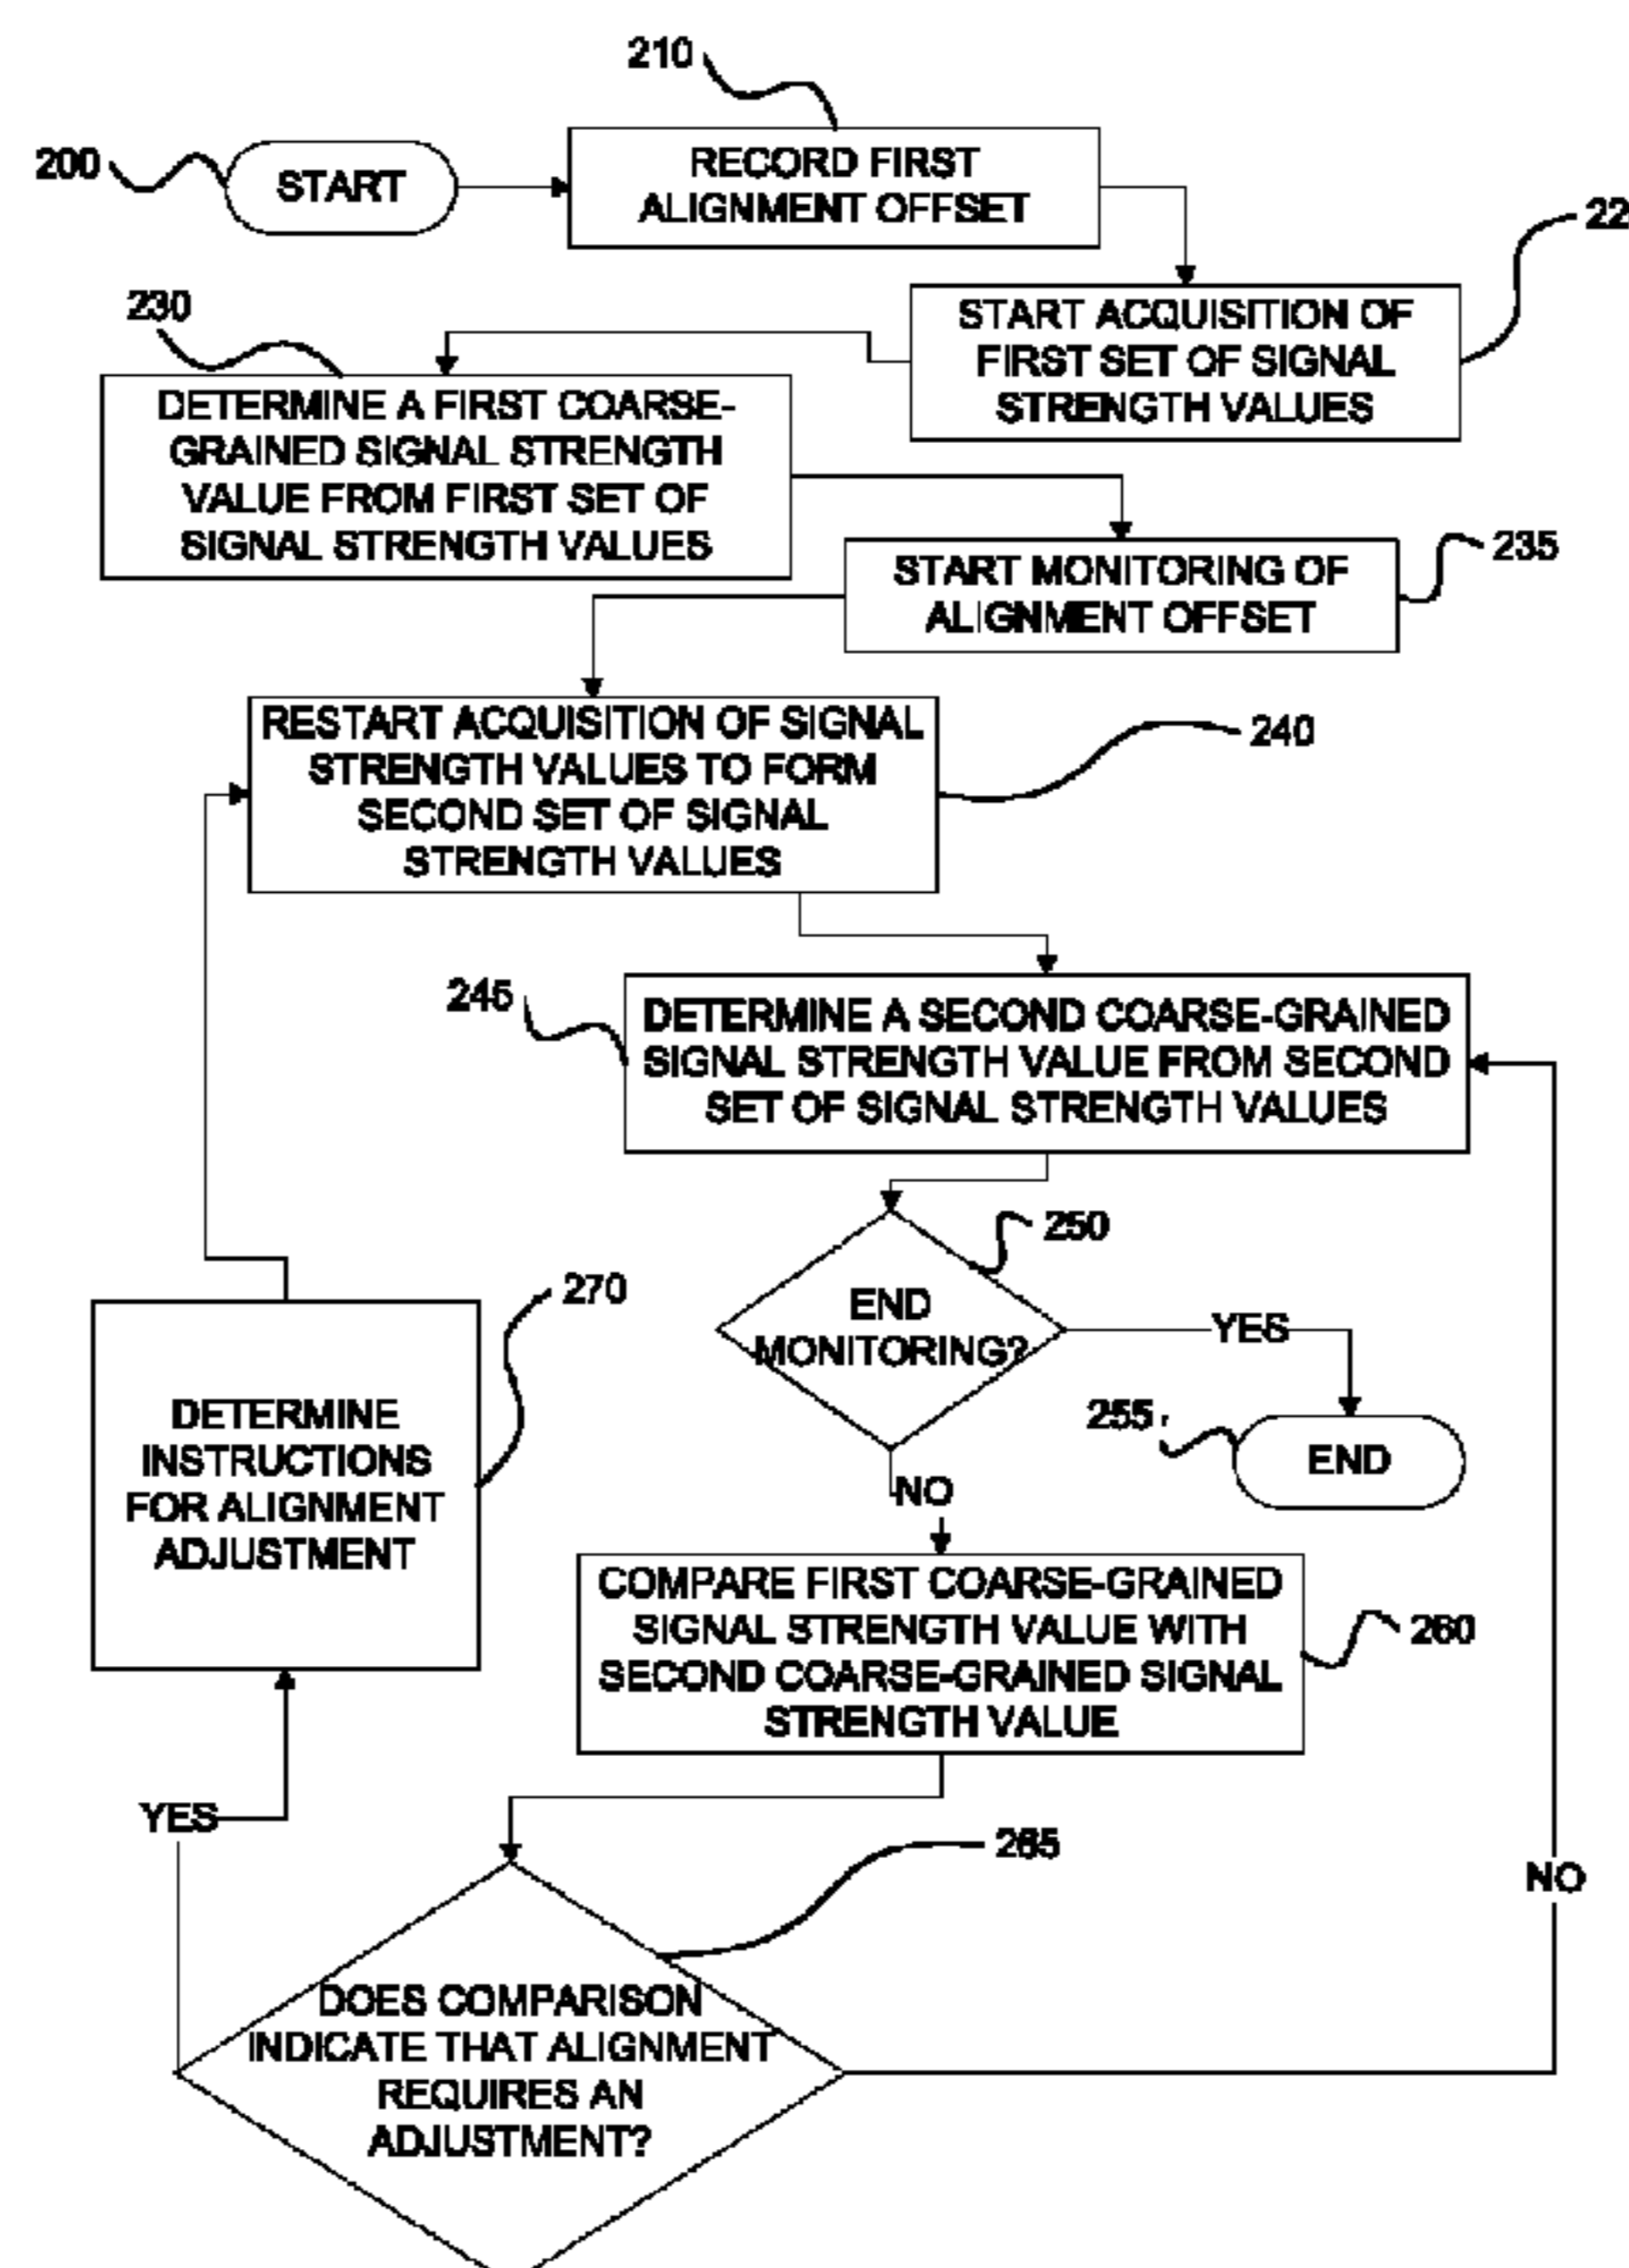 210
200
START
RECORD FIRST
ALIGNMENT OFFSET
22
START ACQUISITION OF
FIRST SET OF SIGNAL
STRENGTH VALUES
230
DETERMINE A FIRST COARSE-
GRAINED SIGNAL STRENGTH
VALUE FROM FIRST SET OF
SIGNAL STRENGTH VALUES
START MONITORING OF
ALIGNMENT OFFSET
235
RESTART ACQUISITION OF SIGNAL
STRENGTH VALUES TO FORM
SECOND SET OF SIGNAL
STRENGTH VALUES
240
245
DETERMINE A SECOND COARSE-GRAINED
SIGNAL STRENGTH VALUE FROM SECOND
SET OF SIGNAL STRENGTH VALUES
250
END
MONITORING?
YES
255
END
NO
270
DETERMINE
INSTRUCTIONS
FOR ALIGNMENT
ADJUSTMENT
COMPARE FIRST COARSE-GRAINED
SIGNAL STRENGTH VALUE WITH
SECOND COARSE-GRAINED SIGNAL
STRENGTH VALUE
260
YES
265
NO
DOES COMPARISON
INDICATE THAT ALIGNMENT
REQUIRES AN
ADJUSTMENT?